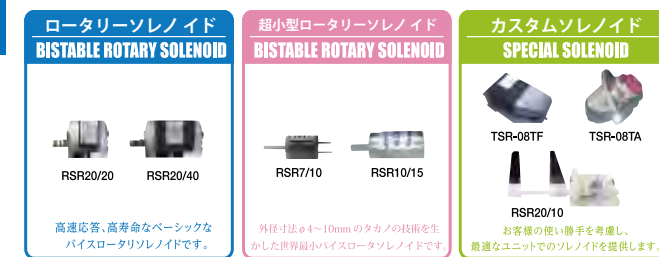 ロータリーソレノイド
BISTABLE ROTARY SOLENOID
RSR20/20
RSR20/40
高速応答、高寿命なベーシックな
バイスロータリソレノイドです。
超小型ロータリーソレノイド
BISTABLE ROTARY SOLENOID
RSR7/10
RSR10/15
外径寸法φ4～10mmのタカノの技術を生
かした世界最小バイスロータソレノイドです。
カスタムソレノイド
SPECIAL SOLENOID
TSR-08TF
TSR-08TA
RSR20/10
お客様の使い勝手を考慮し、
最適なユニットでのソレノイドを提供します。